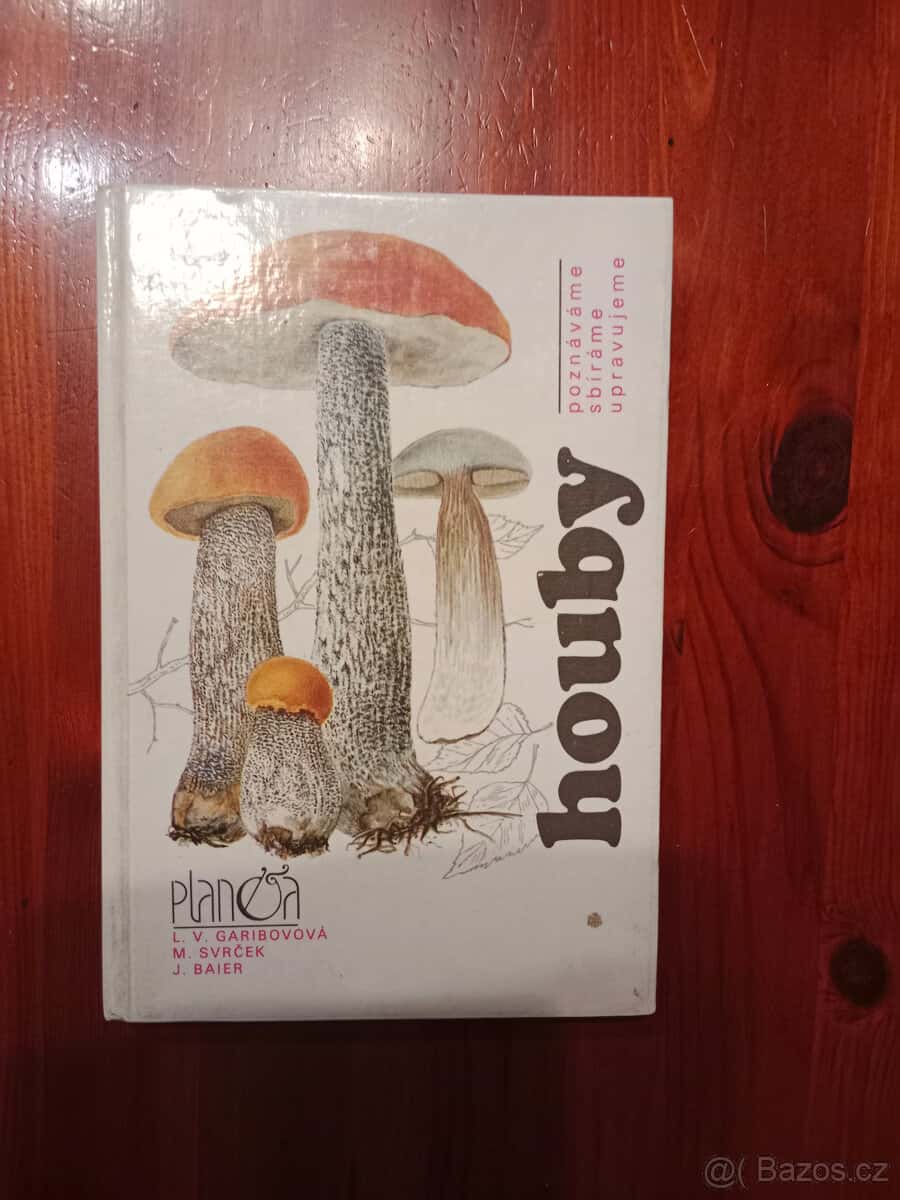 poznáváme
sbíráme
upravujeme
houby
planeta
L. V. GARIBOVOVÁ
M. SVRČEK
J. BAIER
@( Bazos.cz